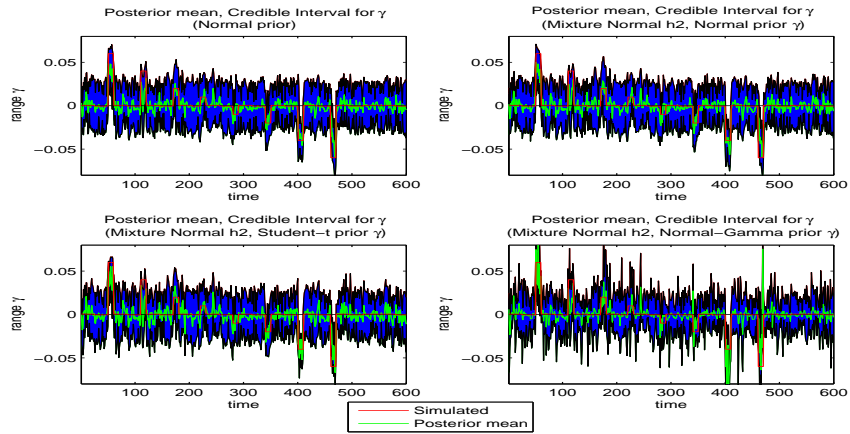 Posterior mean, Credible Interval for γ
(Normal prior)
range γ
0.05
0
−0.05
100 200 300 400 500 600
time
Posterior mean, Credible Interval for γ
(Mixture Normal h2, Normal prior γ)
range γ
0.05
0
−0.05
100 200 300 400 500 600
time
Posterior mean, Credible Interval for γ
(Mixture Normal h2, Student−t prior γ)
range γ
0.05
0
−0.05
100 200 300 400 500 600
time
Posterior mean, Credible Interval for γ
(Mixture Normal h2, Normal−Gamma prior γ)
range γ
0.05
0
−0.05
100 200 300 400 500 600
time
Simulated
Posterior mean